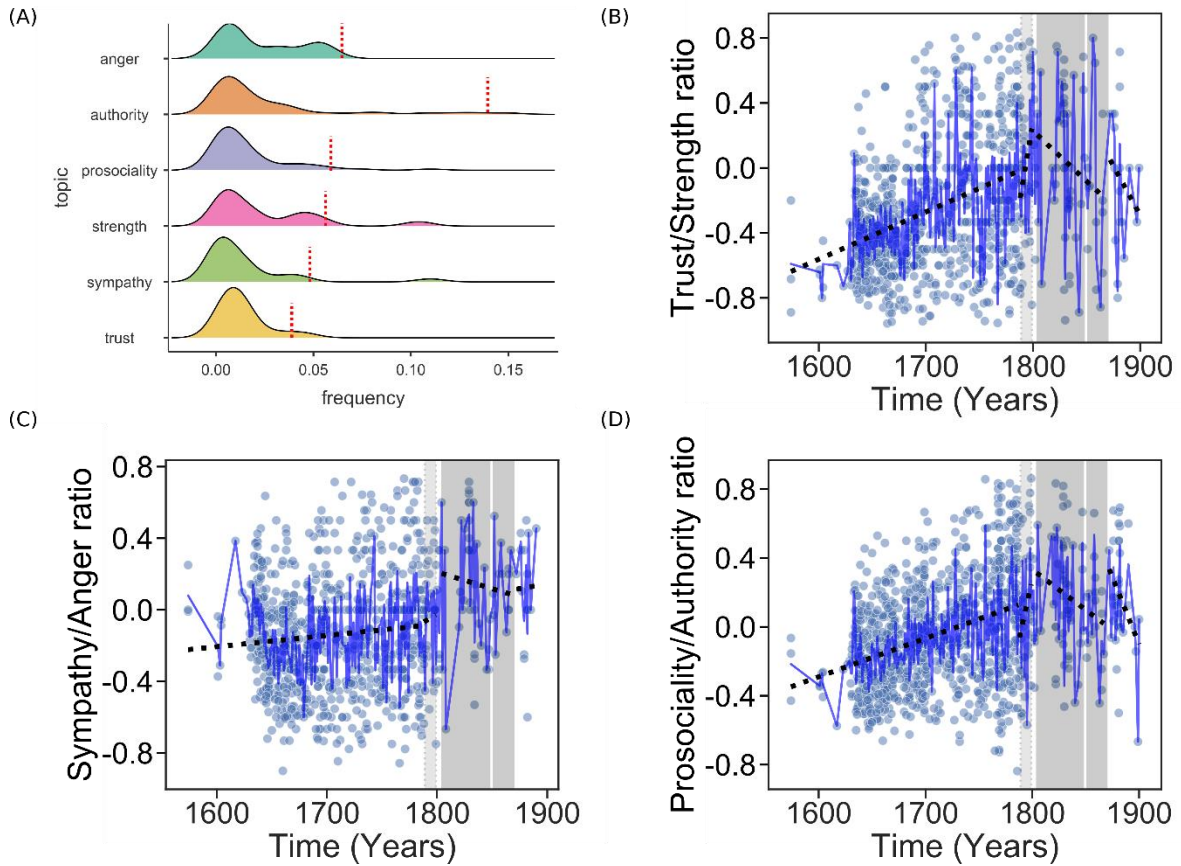 (A)
topic
anger
authority
prosociality
strength
sympathy
trust
0.00 0.05 0.10 0.15
frequency
(B)
Trust/Strength ratio
0.8
0.4
0.0
-0.4
-0.8
1600 1700 1800 1900
Time (Years)
(C)
Sympathy/Anger ratio
0.8
0.4
0.0
-0.4
-0.8
1600 1700 1800 1900
Time (Years)
(D)
Prosociality/Authority ratio
0.8
0.4
0.0
-0.4
-0.8
1600 1700 1800 1900
Time (Years)